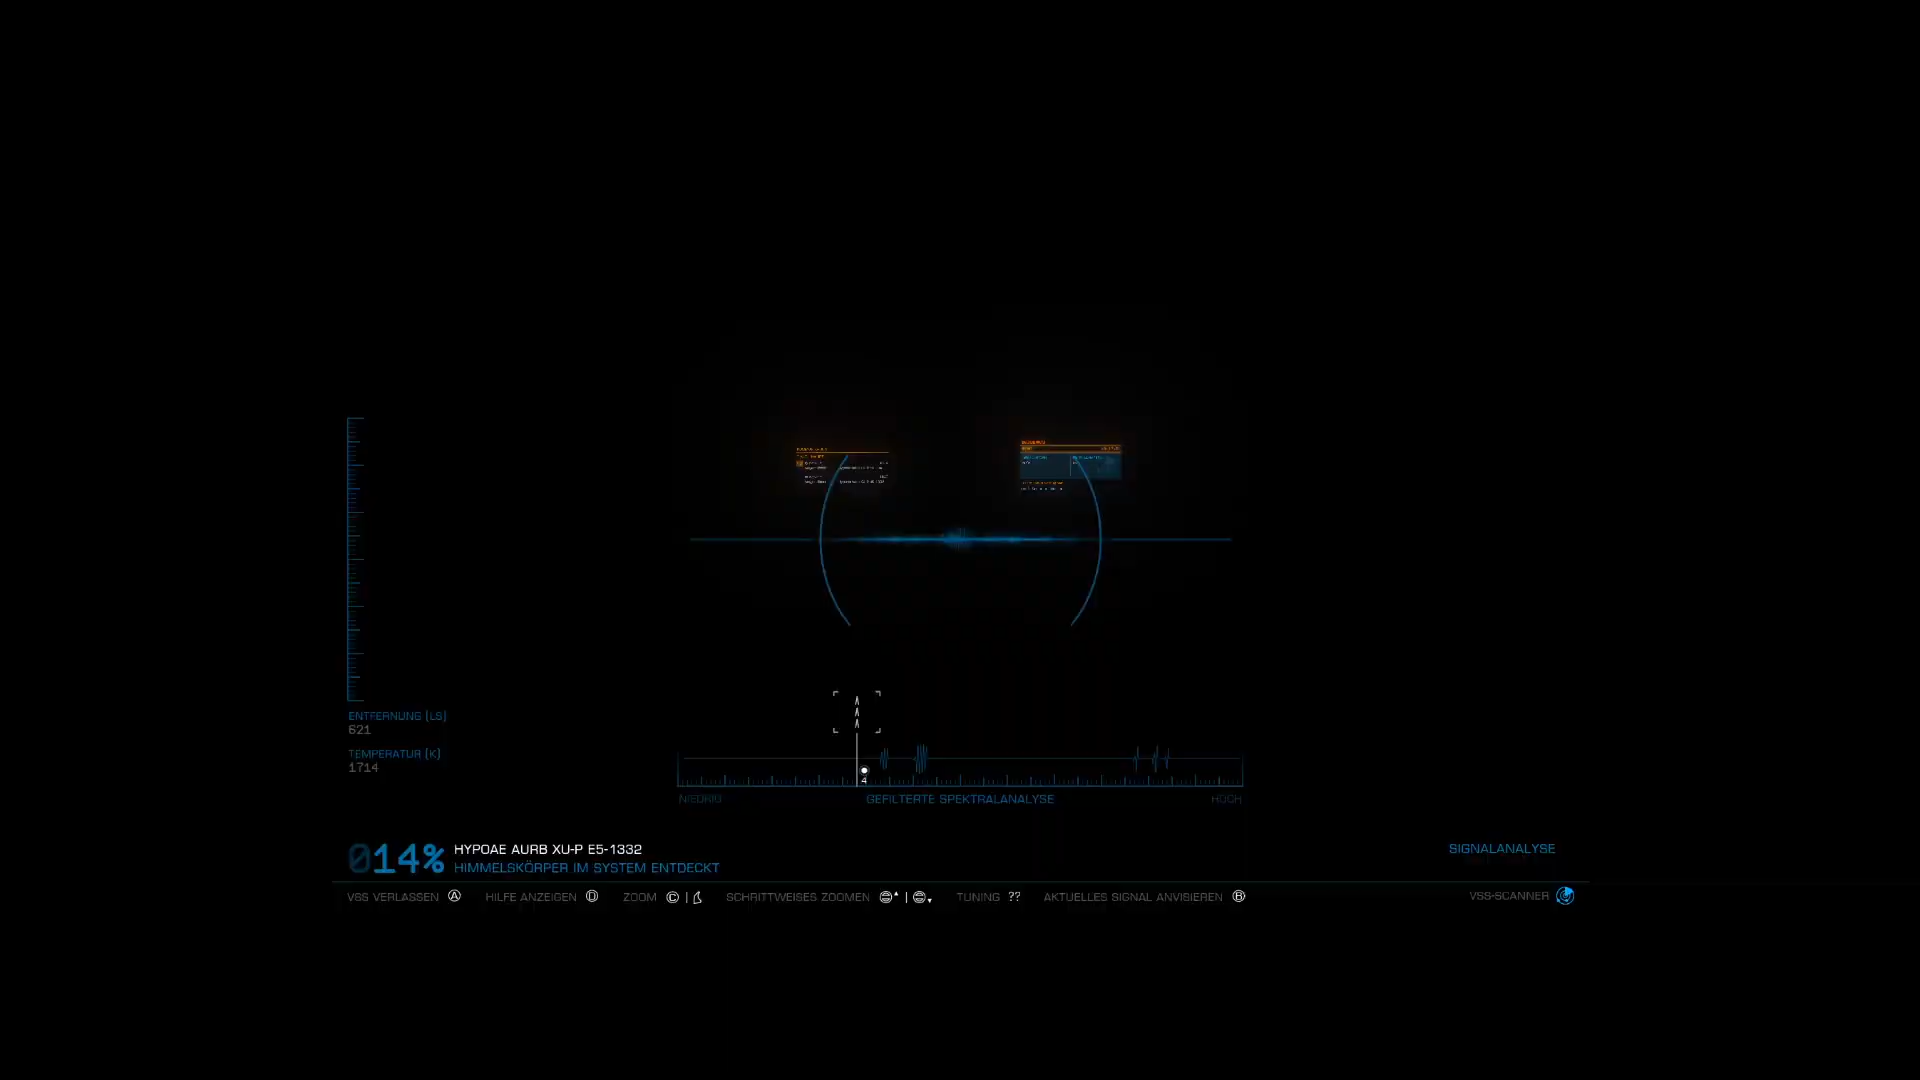 ENTFERNUNG (LS)
621
TEMPERATUR (K)
1714
4
NIEDRIG
GEFILTERTE SPEKTRALANALYSE
HOCH
014%
HYPOAE AURB XU-P E5-1332
HIMMELSKÖRPER IM SYSTEM ENTDECKT
SIGNALANALYSE
VSS VERLASSEN A HILFE ANZEIGEN D ZOOM C | SCHRITTWEISES ZOOMEN | TUNING ?? AKTUELLES SIGNAL ANVISIEREN B VSS-SCANNER